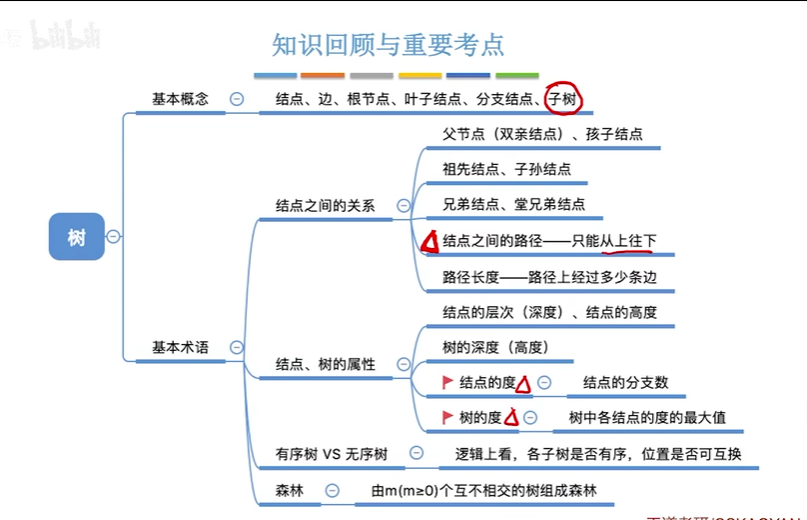 bilibili
知识回顾与重要考点
基本概念
结点、边、根节点、叶子结点、分支结点、子树
父节点（双亲结点）、孩子结点
祖先结点、子孙结点
结点之间的关系
兄弟结点、堂兄弟结点
结点之间的路径——只能从上往下
树
路径长度——路径上经过多少条边
结点的层次（深度）、结点的高度
基本术语
树的深度（高度）
结点、树的属性
结点的度
结点的分支数
树的度
树中各结点的度的最大值
有序树 VS 无序树
逻辑上看，各子树是否有序，位置是否可互换
森林
由m(m≥0)个互不相交的树组成森林